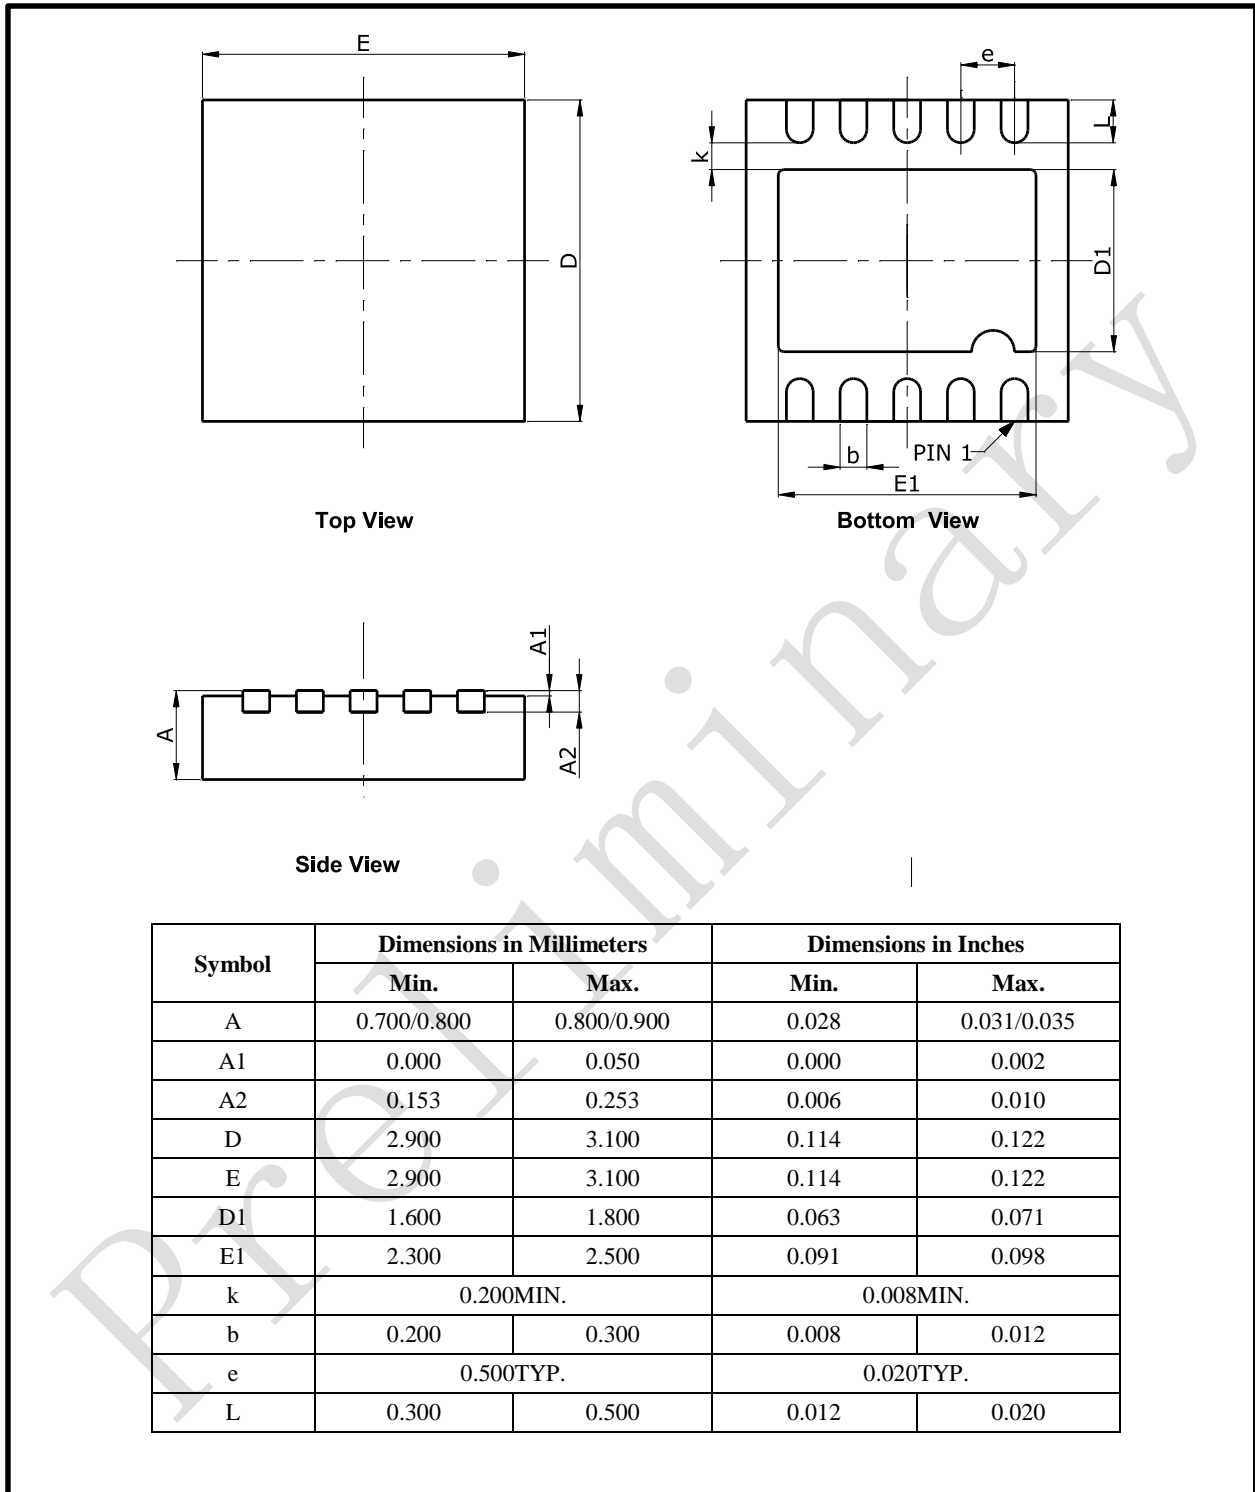 E
e
L
k
D
D1
b
PIN 1
E1
Top View
Bottom View
A1
A
A2
Side View
Symbol Dimensions in Millimeters Dimensions in Inches
Min. Max. Min. Max.
A 0.700/0.800 0.800/0.900 0.028 0.031/0.035
A1 0.000 0.050 0.000 0.002
A2 0.153 0.253 0.006 0.010
D 2.900 3.100 0.114 0.122
E 2.900 3.100 0.114 0.122
D1 1.600 1.800 0.063 0.071
E1 2.300 2.500 0.091 0.098
k 0.200MIN. 0.008MIN.
b 0.200 0.300 0.008 0.012
e 0.500TYP. 0.020TYP.
L 0.300 0.500 0.012 0.020
Preliminary